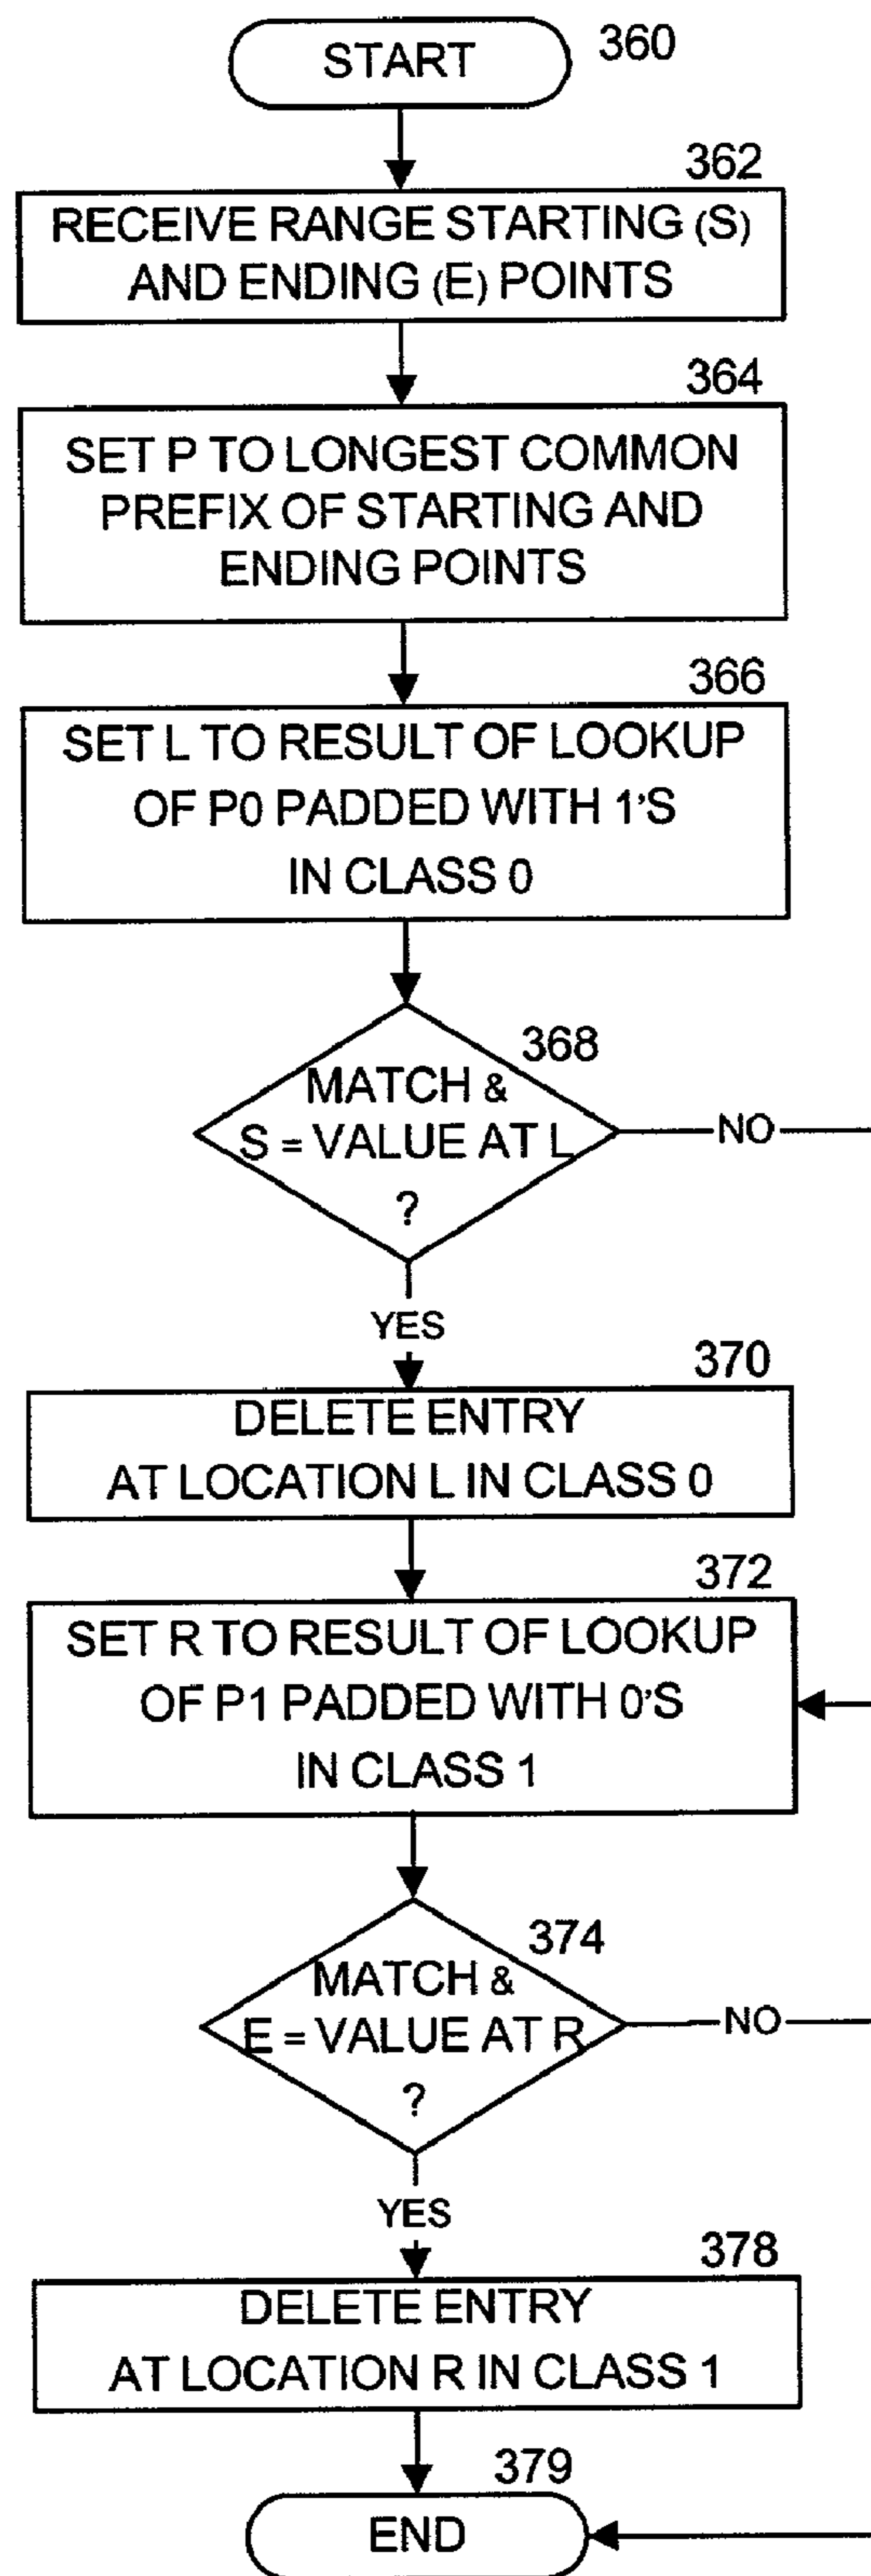 START
360
362
RECEIVE RANGE STARTING (S)
AND ENDING (E) POINTS
364
SET P TO LONGEST COMMON
PREFIX OF STARTING AND
ENDING POINTS
366
SET L TO RESULT OF LOOKUP
OF P0 PADDED WITH 1'S
IN CLASS 0
368
MATCH &
S = VALUE AT L
?
NO
YES
370
DELETE ENTRY
AT LOCATION L IN CLASS 0
372
SET R TO RESULT OF LOOKUP
OF P1 PADDED WITH 0'S
IN CLASS 1
374
MATCH &
E = VALUE AT R
?
NO
YES
378
DELETE ENTRY
AT LOCATION R IN CLASS 1
379
END